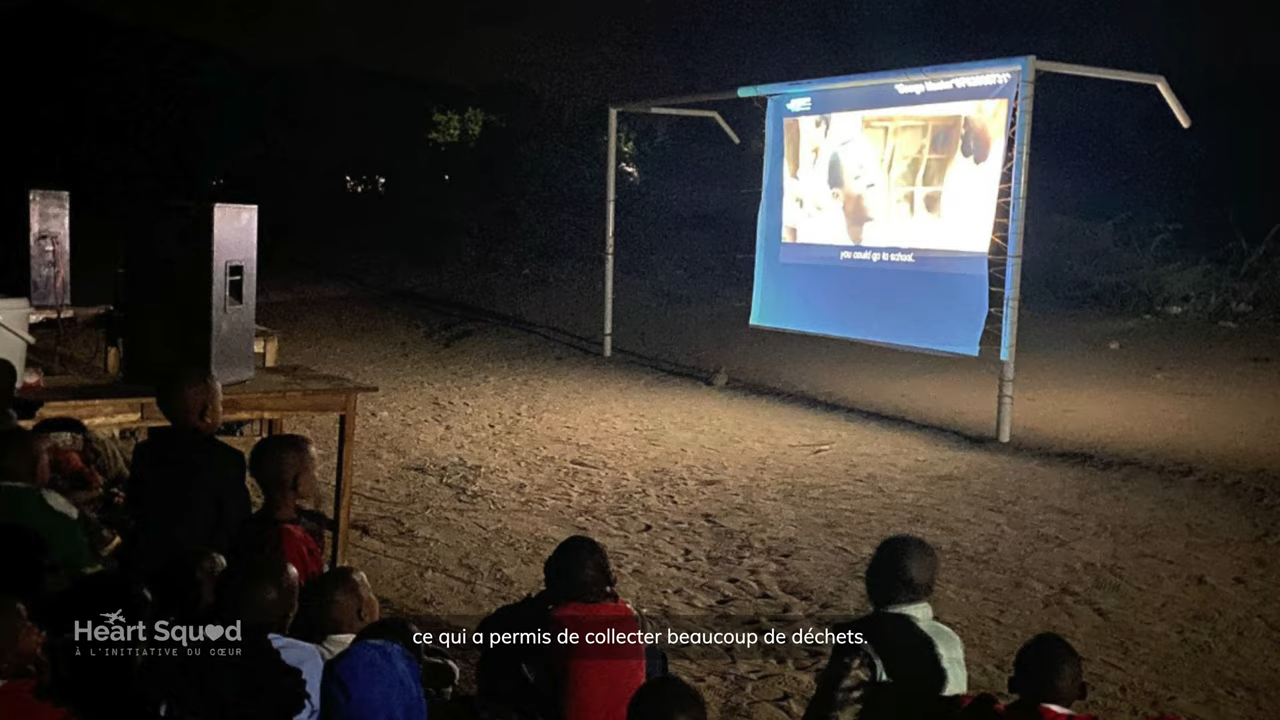 you could go to school.
Heart Squad
À L'INITIATIVE DU CŒUR
ce qui a permis de collecter beaucoup de déchets.